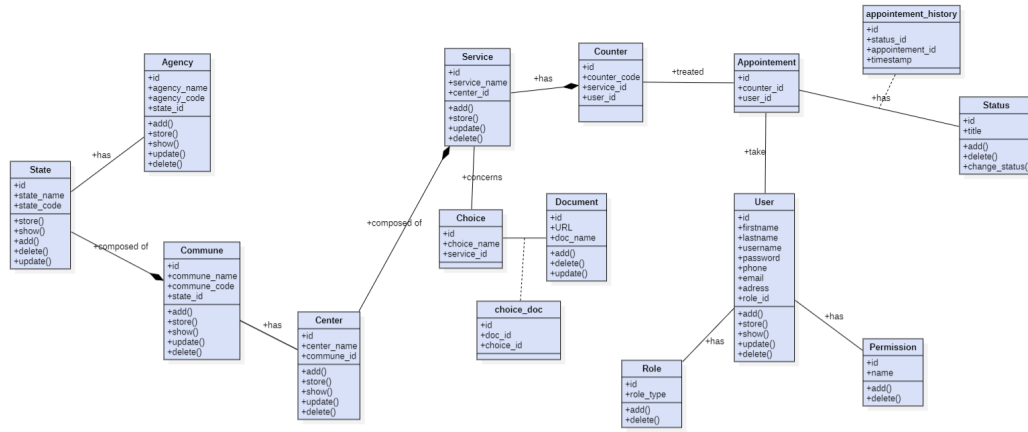 appointement_history
+id
+status_id
+appointement_id
+timestamp
Agency
+id
+agency_name
+agency_code
+state_id
+add()
+store()
+show()
+update()
+delete()
Service
+id
+service_name
+center_id
+add()
+store()
+update()
+delete()
+has
Counter
+id
+counter_code
+service_id
+user_id
+treated
Appointement
+id
+counter_id
+user_id
+has
Status
+id
+title
+add()
+delete()
+change_status()
+has
State
+id
+state_name
+state_code
+store()
+show()
+add()
+delete()
+update()
+composed of
Commune
+id
+commune_name
+commune_code
+state_id
+add()
+store()
+show()
+update()
+delete()
+has
Center
+id
+center_name
+commune_id
+add()
+store()
+show()
+update()
+delete()
+composed of
+concerns
Choice
+id
+choice_name
+service_id
Document
+id
+URL
+doc_name
+add()
+delete()
+update()
choice_doc
+id
+doc_id
+choice_id
+take
User
+id
+firstname
+lastname
+username
+password
+phone
+email
+adress
+role_id
+add()
+store()
+show()
+update()
+delete()
+has
Role
+id
+role_type
+add()
+delete()
+has
Permission
+id
+name
+add()
+delete()